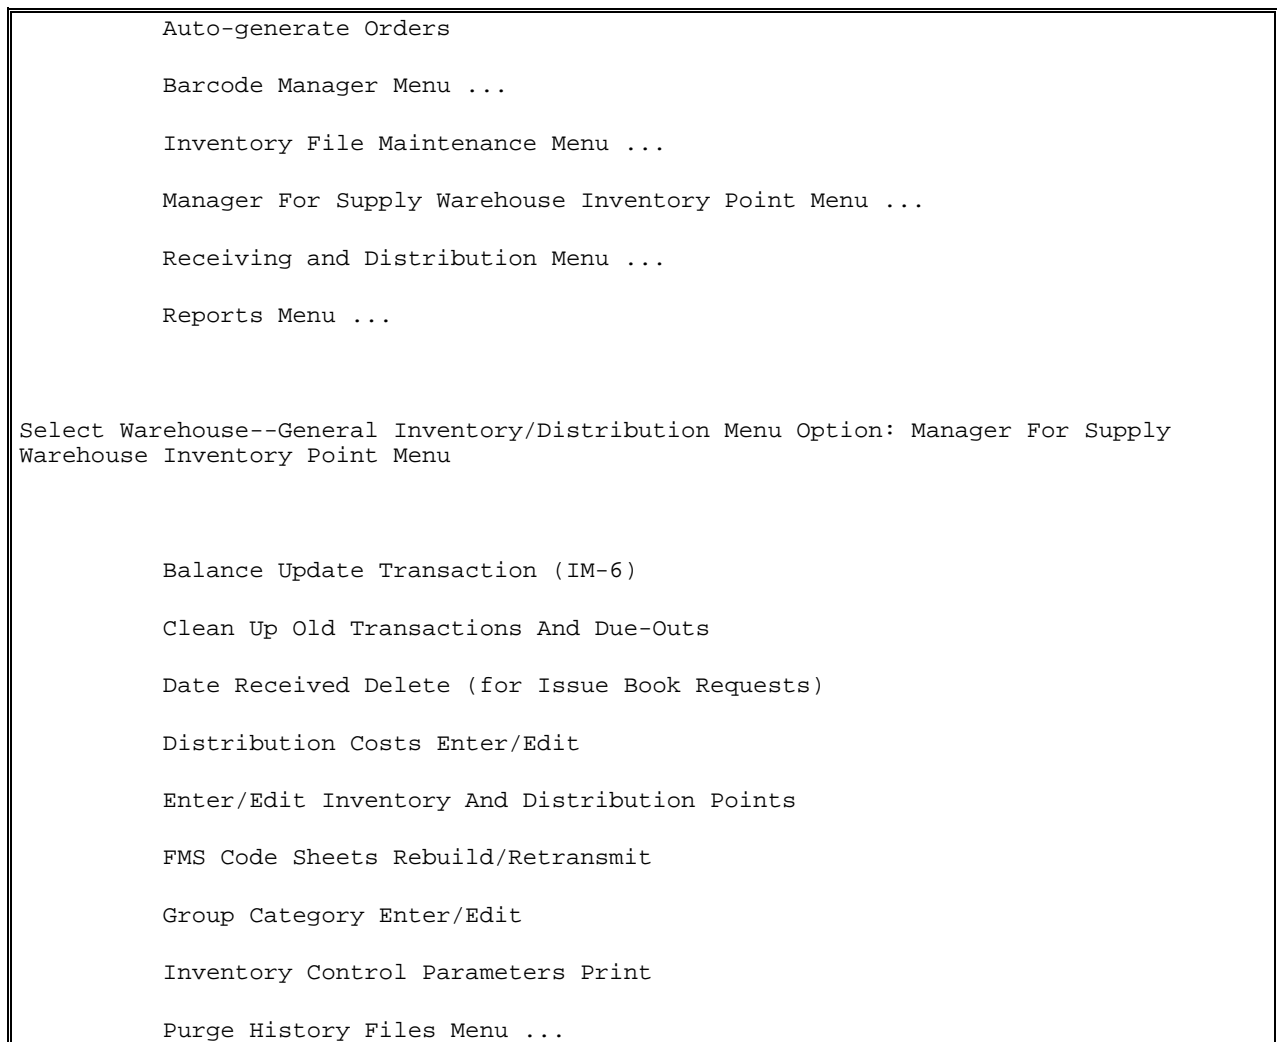 Auto-generate Orders
Barcode Manager Menu ...
Inventory File Maintenance Menu ...
Manager For Supply Warehouse Inventory Point Menu ...
Receiving and Distribution Menu ...
Reports Menu ...
Select Warehouse--General Inventory/Distribution Menu Option: Manager For Supply
Warehouse Inventory Point Menu
Balance Update Transaction (IM-6)
Clean Up Old Transactions And Due-Outs
Date Received Delete (for Issue Book Requests)
Distribution Costs Enter/Edit
Enter/Edit Inventory And Distribution Points
FMS Code Sheets Rebuild/Retransmit
Group Category Enter/Edit
Inventory Control Parameters Print
Purge History Files Menu ...